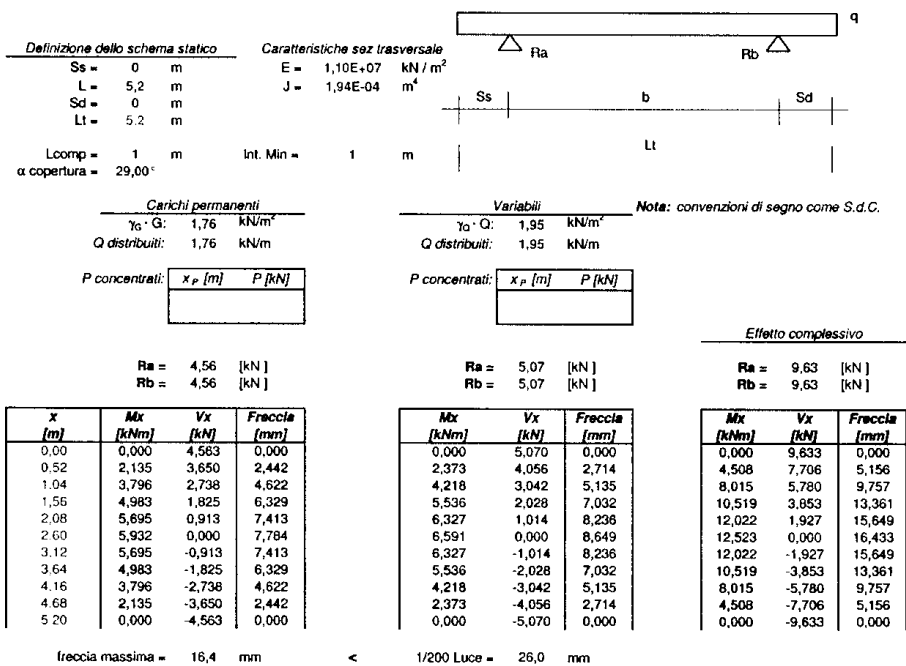 q
Ra
Rb
Definizione dello schema statico
Caratteristiche sez trasversale
Ss = 0 m
E = 1,10E+07 kN / m²
L = 5,2 m
J = 1,94E-04 m⁴
Sd = 0 m
Lt = 5.2 m
Ss b Sd
Lt
Lcomp = 1 m
Int. Min = 1 m
α copertura = 29,00°
Carichi permanenti
Variabili
Nota: convenzioni di segno come S.d.C.
γG · G: 1,76 kN/m²
γQ · Q: 1,95 kN/m²
Q distribuiti: 1,76 kN/m
Q distribuiti: 1,95 kN/m
P concentrati: xP [m] P [kN]
P concentrati: xP [m] P [kN]
Effetto complessivo
Ra = 4,56 [kN ]
Ra = 5,07 [kN ]
Ra = 9,63 [kN ]
Rb = 4,56 [kN ]
Rb = 5,07 [kN ]
Rb = 9,63 [kN ]
x Mx Vx Freccia Mx Vx Freccia Mx Vx Freccia
[m] [kNm] [kN] [mm] [kNm] [kN] [mm] [kNm] [kN] [mm]
0,00 0,000 4,563 0,000 0,000 5,070 0,000 0,000 9,633 0,000
0,52 2,135 3,650 2,442 2,373 4,056 2,714 4,508 7,706 5,156
1.04 3,796 2,738 4,622 4,218 3,042 5,135 8,015 5,780 9,757
1,56 4,983 1,825 6,329 5,536 2,028 7,032 10,519 3,853 13,361
2,08 5,695 0,913 7,413 6,327 1,014 8,236 12,022 1,927 15,649
2.60 5,932 0,000 7,784 6,591 0,000 8,649 12,523 0,000 16,433
3.12 5,695 -0,913 7,413 6,327 -1,014 8,236 12,022 -1,927 15,649
3,64 4,983 -1,825 6,329 5,536 -2,028 7,032 10,519 -3,853 13,361
4.16 3,796 -2,738 4,622 4,218 -3,042 5,135 8,015 -5,780 9,757
4.68 2,135 -3,650 2,442 2,373 -4,056 2,714 4,508 -7,706 5,156
5 20 0,000 -4,563 0,000 0,000 -5,070 0,000 0,000 -9,633 0,000
freccia massima = 16,4 mm < 1/200 Luce = 26,0 mm